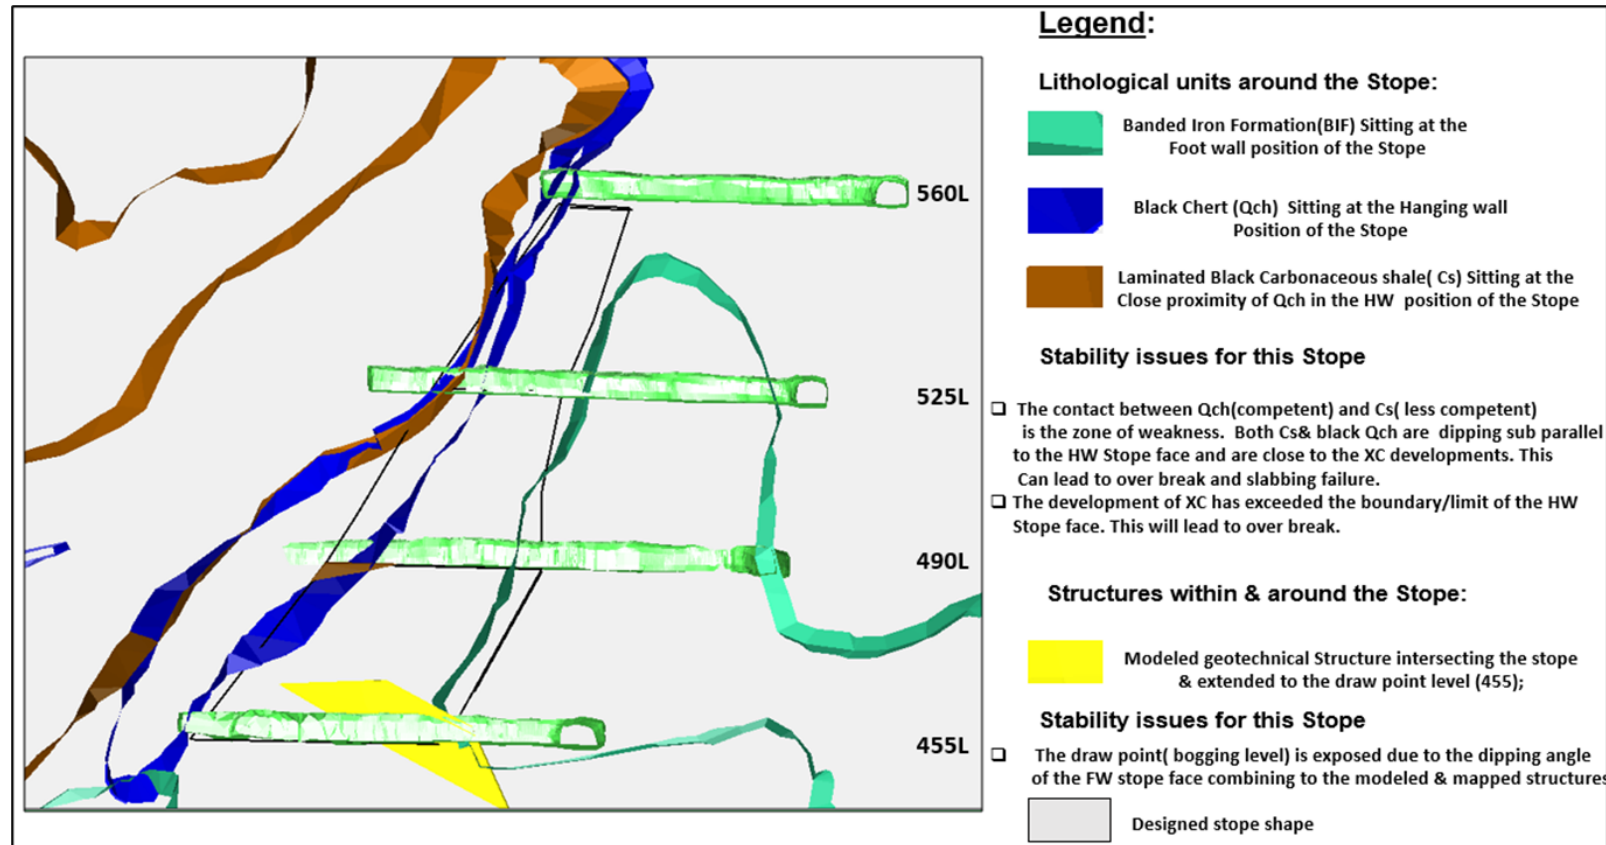 Legend:
Lithological units around the Stope:
Banded Iron Formation(BIF) Sitting at the
Foot wall position of the Stope
Black Chert (Qch) Sitting at the Hanging wall
Position of the Stope
Laminated Black Carbonaceous shale( Cs) Sitting at the
Close proximity of Qch in the HW position of the Stope
Stability issues for this Stope
The contact between Qch(competent) and Cs( less competent)
is the zone of weakness. Both Cs& black Qch are dipping sub parallel
to the HW Stope face and are close to the XC developments. This
Can lead to over break and slabbing failure.
The development of XC has exceeded the boundary/limit of the HW
Stope face. This will lead to over break.
Structures within & around the Stope:
Modeled geotechnical Structure intersecting the stope
& extended to the draw point level (455);
Stability issues for this Stope
The draw point( bogging level) is exposed due to the dipping angle
of the FW stope face combining to the modeled & mapped structures
Designed stope shape
560L
525L
490L
455L